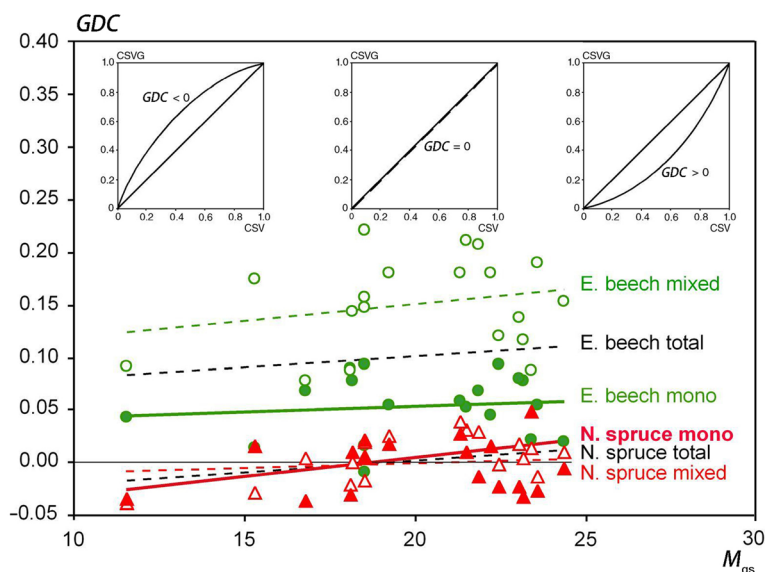 GDC
0.40
0.35
0.30
0.25
0.20
0.15
0.10
0.05
0.00
−0.05
CSVG
1.0
0.8
0.6
0.4
0.2
0
GDC < 0
0 0.2 0.4 0.6 0.8 1.0
CSV
CSVG
1.0
0.8
0.6
0.4
0.2
0
GDC = 0
0 0.2 0.4 0.6 0.8 1.0
CSV
CSVG
1.0
0.8
0.6
0.4
0.2
0
GDC > 0
0 0.2 0.4 0.6 0.8 1.0
CSV
E. beech mixed
E. beech total
E. beech mono
N. spruce mono
N. spruce total
N. spruce mixed
10 15 20 25 30
M